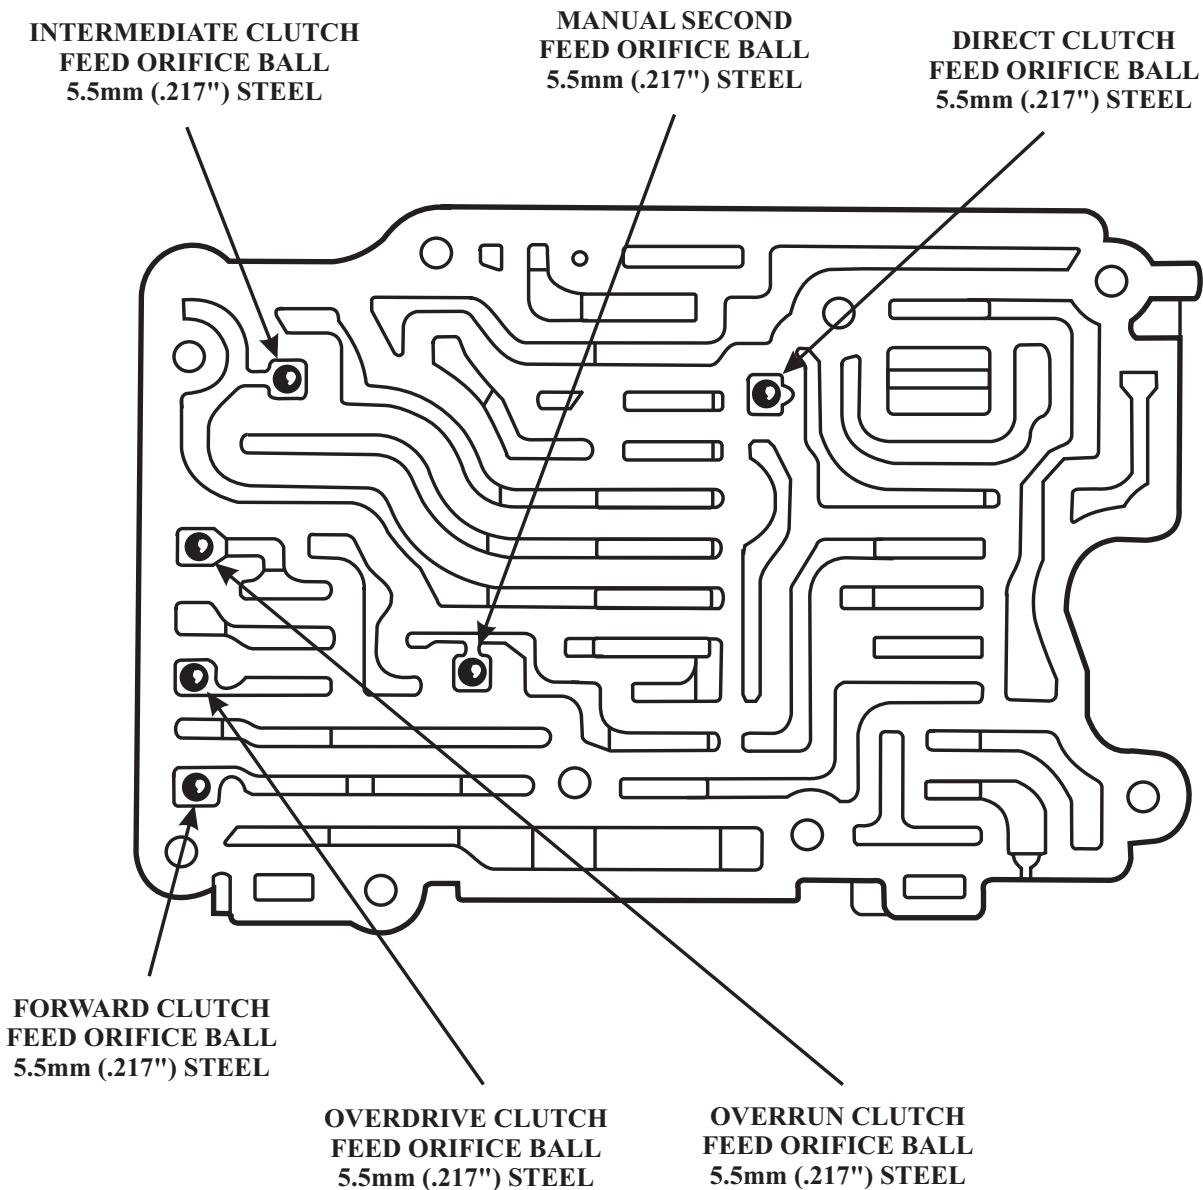 INTERMEDIATE CLUTCH
FEED ORIFICE BALL
5.5mm (.217") STEEL
MANUAL SECOND
FEED ORIFICE BALL
5.5mm (.217") STEEL
DIRECT CLUTCH
FEED ORIFICE BALL
5.5mm (.217") STEEL
FORWARD CLUTCH
FEED ORIFICE BALL
5.5mm (.217") STEEL
OVERDRIVE CLUTCH
FEED ORIFICE BALL
5.5mm (.217") STEEL
OVERRUN CLUTCH
FEED ORIFICE BALL
5.5mm (.217") STEEL